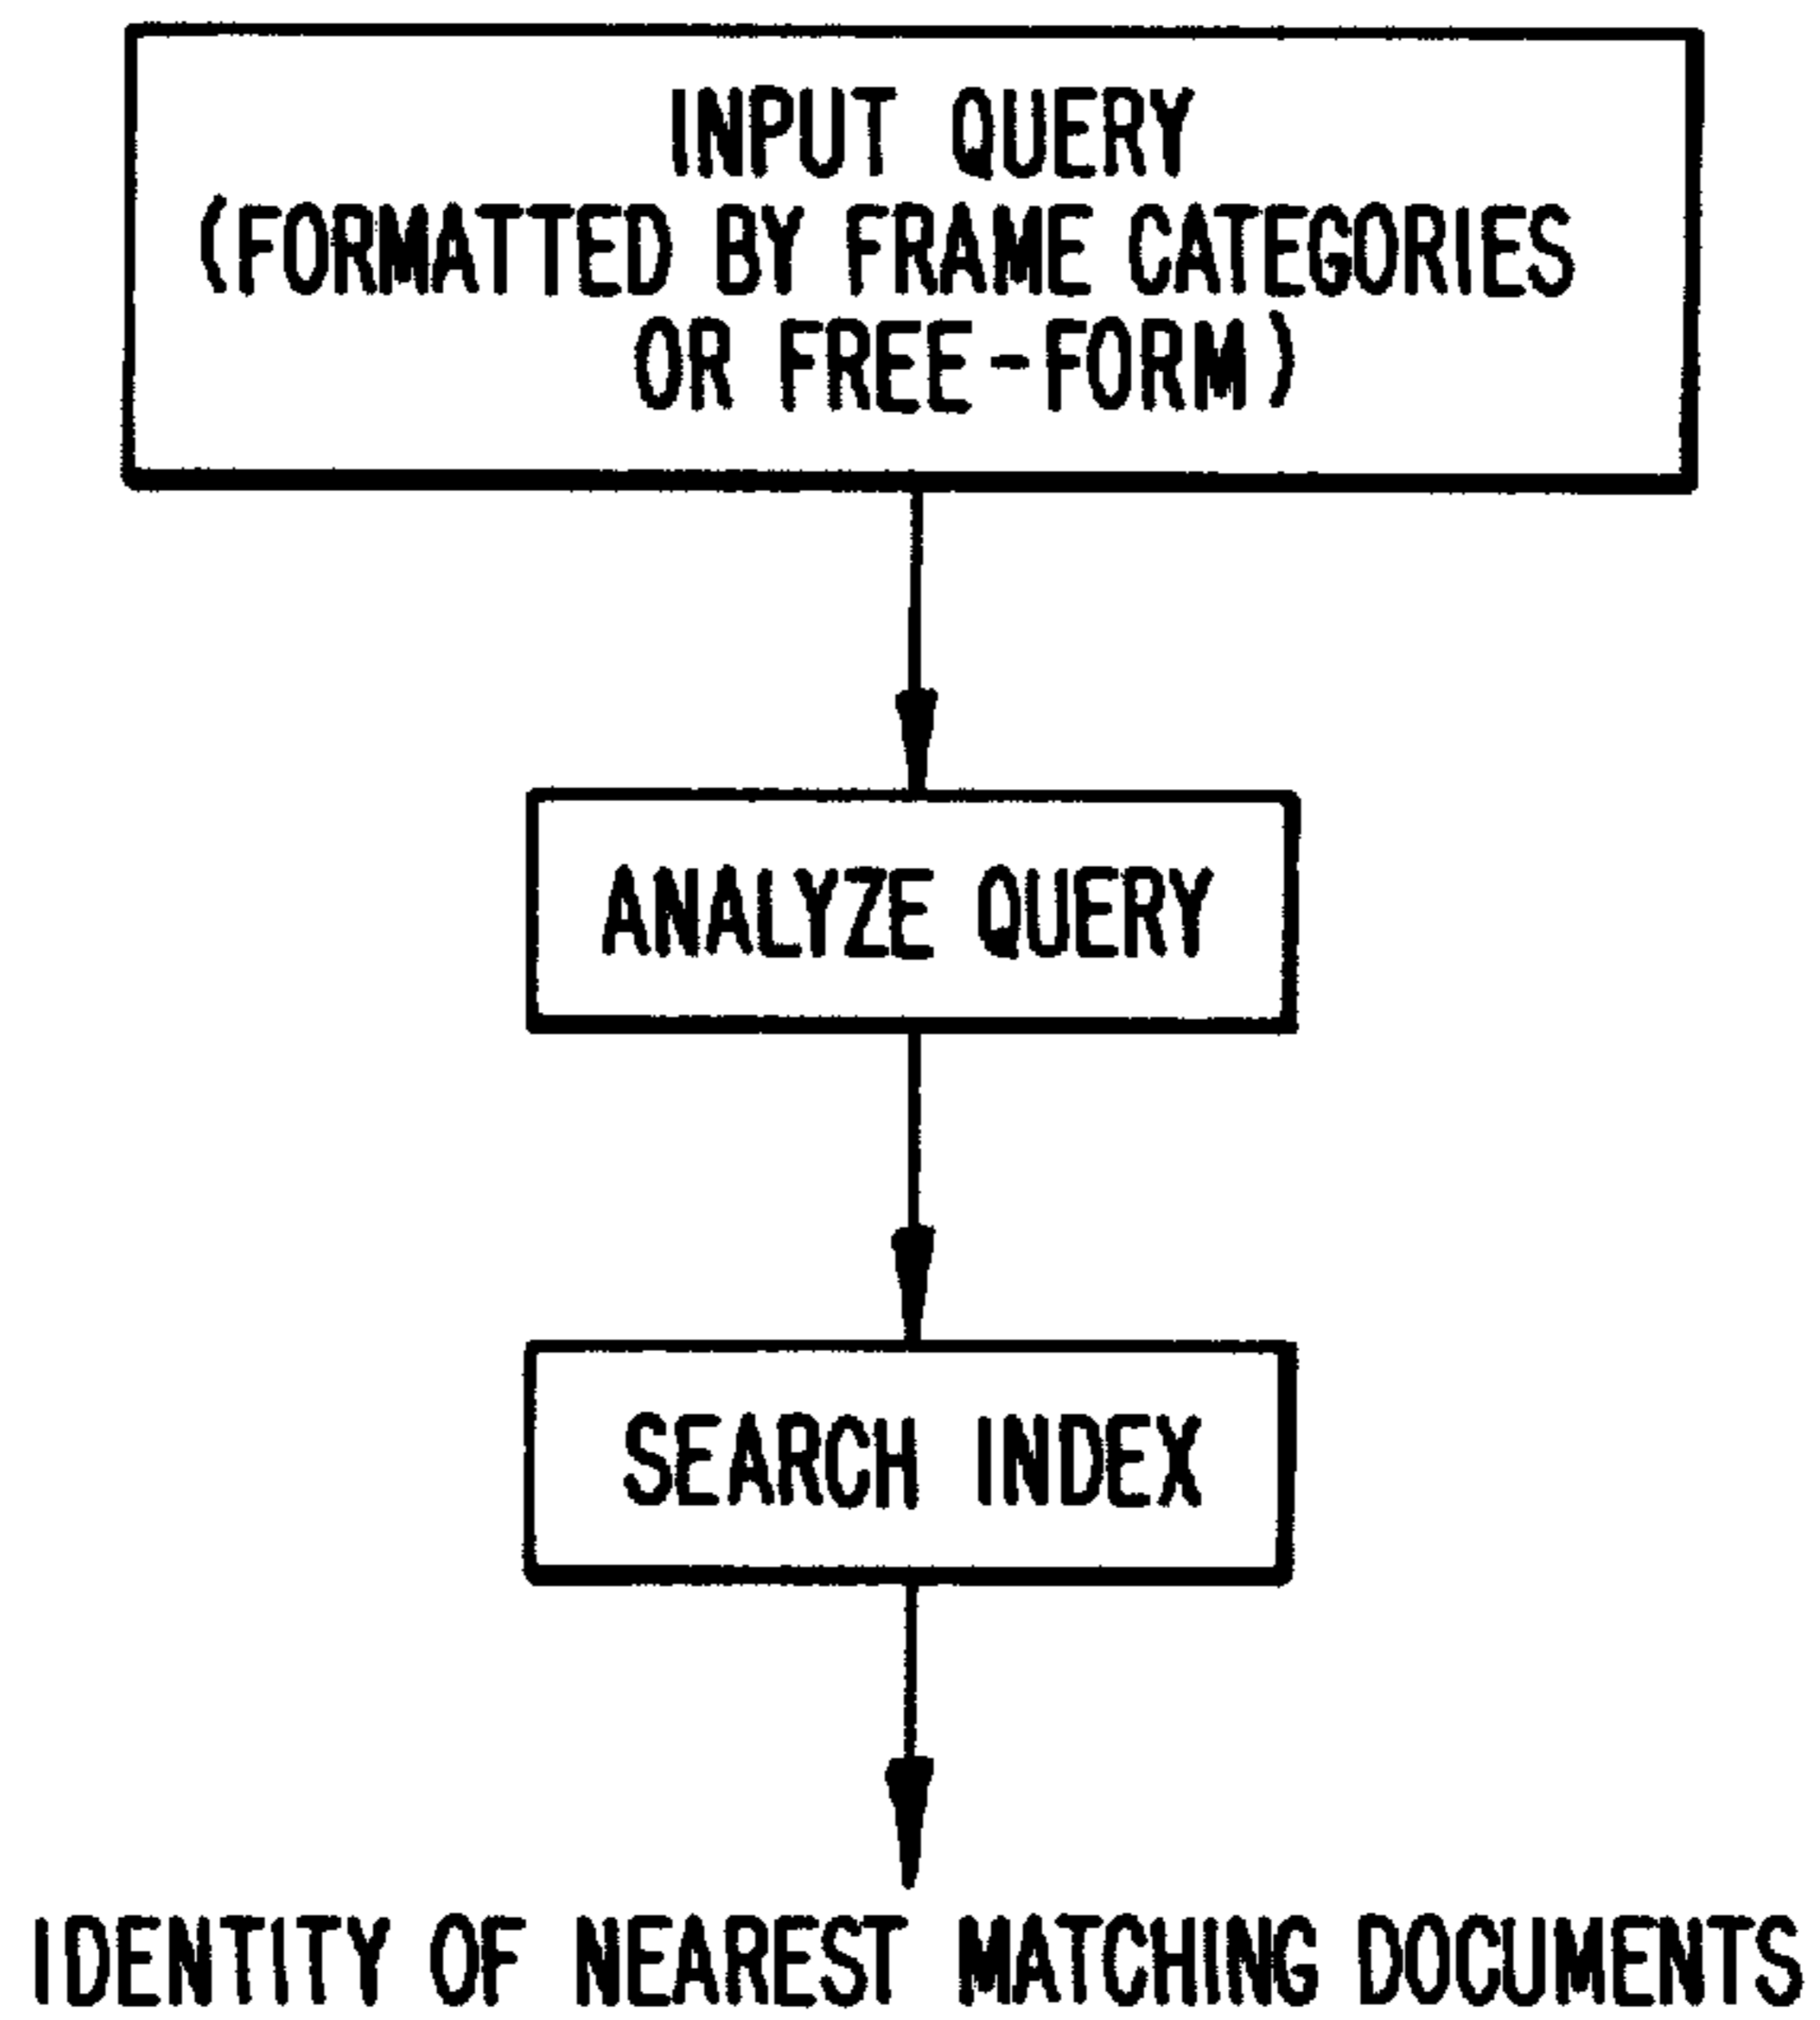 INPUT QUERY
(FORMATTED BY FRAME CATEGORIES
OR FREE-FORM)
ANALYZE QUERY
SEARCH INDEX
IDENTITY OF NEAREST MATCHING DOCUMENTS